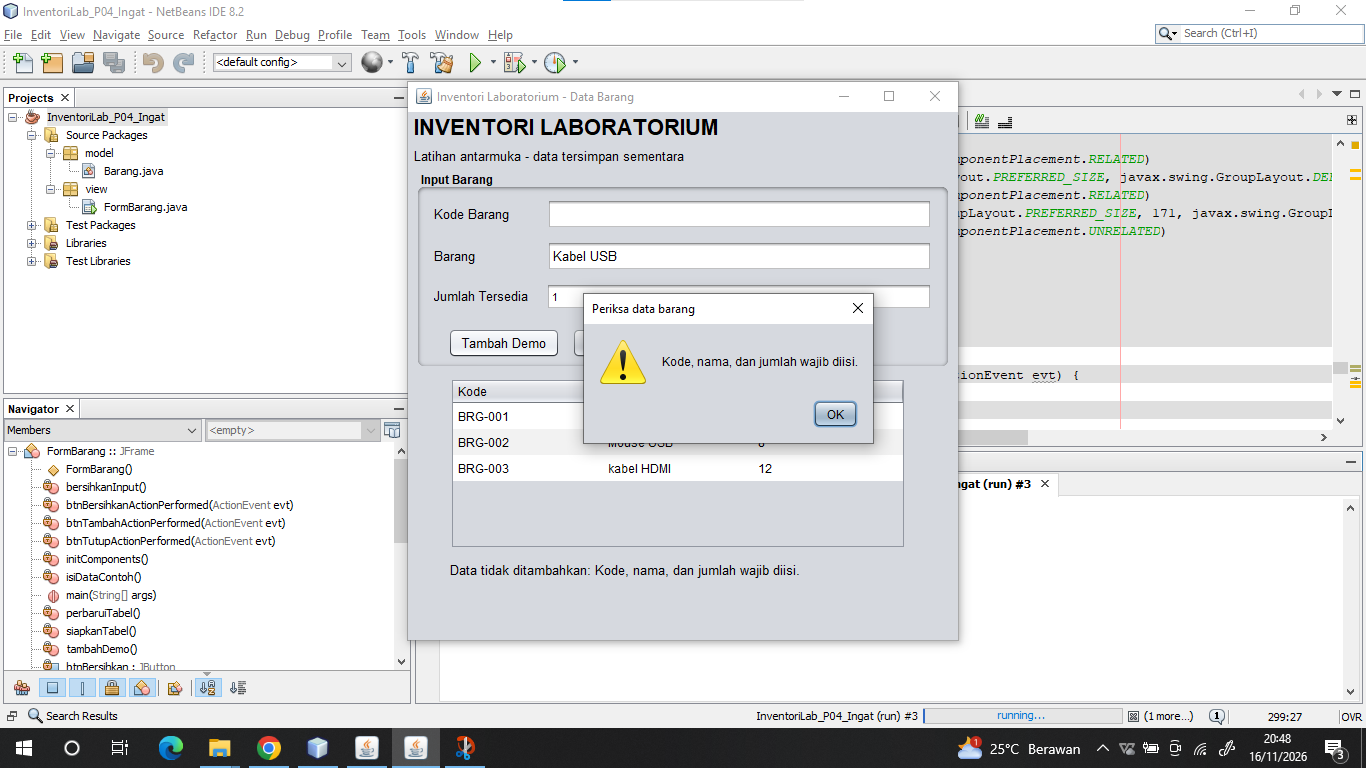 InventoriLab_P04_Ingat - NetBeans IDE 8.2
File Edit View Navigate Source Refactor Run Debug Profile Team Tools Window Help
Search (Ctrl+I)
<default config>
Projects
InventoriLab_P04_Ingat
Source Packages
model
Barang.java
view
FormBarang.java
Test Packages
Libraries
Test Libraries
Navigator
Members
<empty>
FormBarang :: JFrame
FormBarang()
bersihkanInput()
btnBersihkanActionPerformed(ActionEvent evt)
btnTambahActionPerformed(ActionEvent evt)
btnTutupActionPerformed(ActionEvent evt)
initComponents()
isiDataContoh()
main(String[] args)
perbaruiTabel()
siapkanTabel()
tambahDemo()
btnBersihkan : JButton
Inventori Laboratorium - Data Barang
INVENTORI LABORATORIUM
Latihan antarmuka - data tersimpan sementara
Input Barang
Kode Barang
Barang
Kabel USB
Jumlah Tersedia
1
Tambah Demo
Periksa data barang
Kode, nama, dan jumlah wajib diisi.
OK
Kode
BRG-001
BRG-002 Mouse USB 8
BRG-003 kabel HDMI 12
Data tidak ditambahkan: Kode, nama, dan jumlah wajib diisi.
ponentPlacement.RELATED)
yout.PREFERRED_SIZE, javax.swing.GroupLayout.DE
ponentPlacement.RELATED)
pLayout.PREFERRED_SIZE, 171, javax.swing.Group
ponentPlacement.UNRELATED)
ionEvent evt) {
ngat (run) #3
Search Results
InventoriLab_P04_Ingat (run) #3
running...
(1 more...)
1
299:27
OVR
1
25°C Berawan
20:48
16/11/2026
3